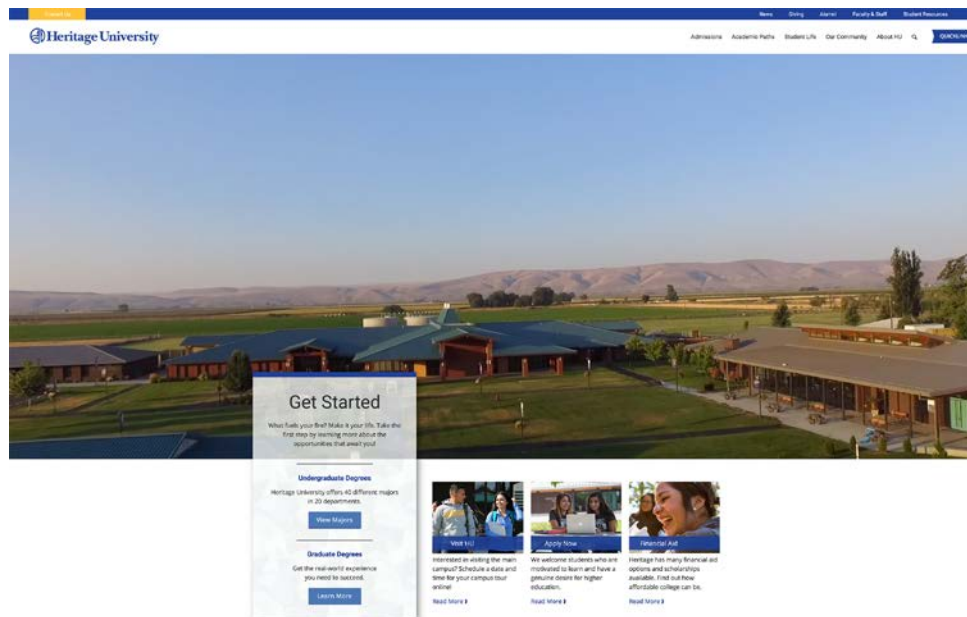 Contact Us
News Giving Alumni Faculty & Staff Student Resources
Heritage University
Admissions Academic Paths Student Life Our Community About HU
Get Started
What fuels your fire? Make it your life. Take the
first step by learning more about the
opportunities that await you!
Undergraduate Degrees
Heritage University offers 40 different majors
in 20 departments.
View Majors
Graduate Degrees
Get the real-world experience
you need to succeed.
Learn More
Visit HU
Interested in visiting the main
campus? Schedule a date and
time for your campus tour
online!
Read More
Apply Now
We welcome students who are
motivated to learn and have a
genuine desire for higher
education.
Read More
Financial Aid
Heritage has many financial aid
options and scholarships
available. Find out how
affordable college can be.
Read More